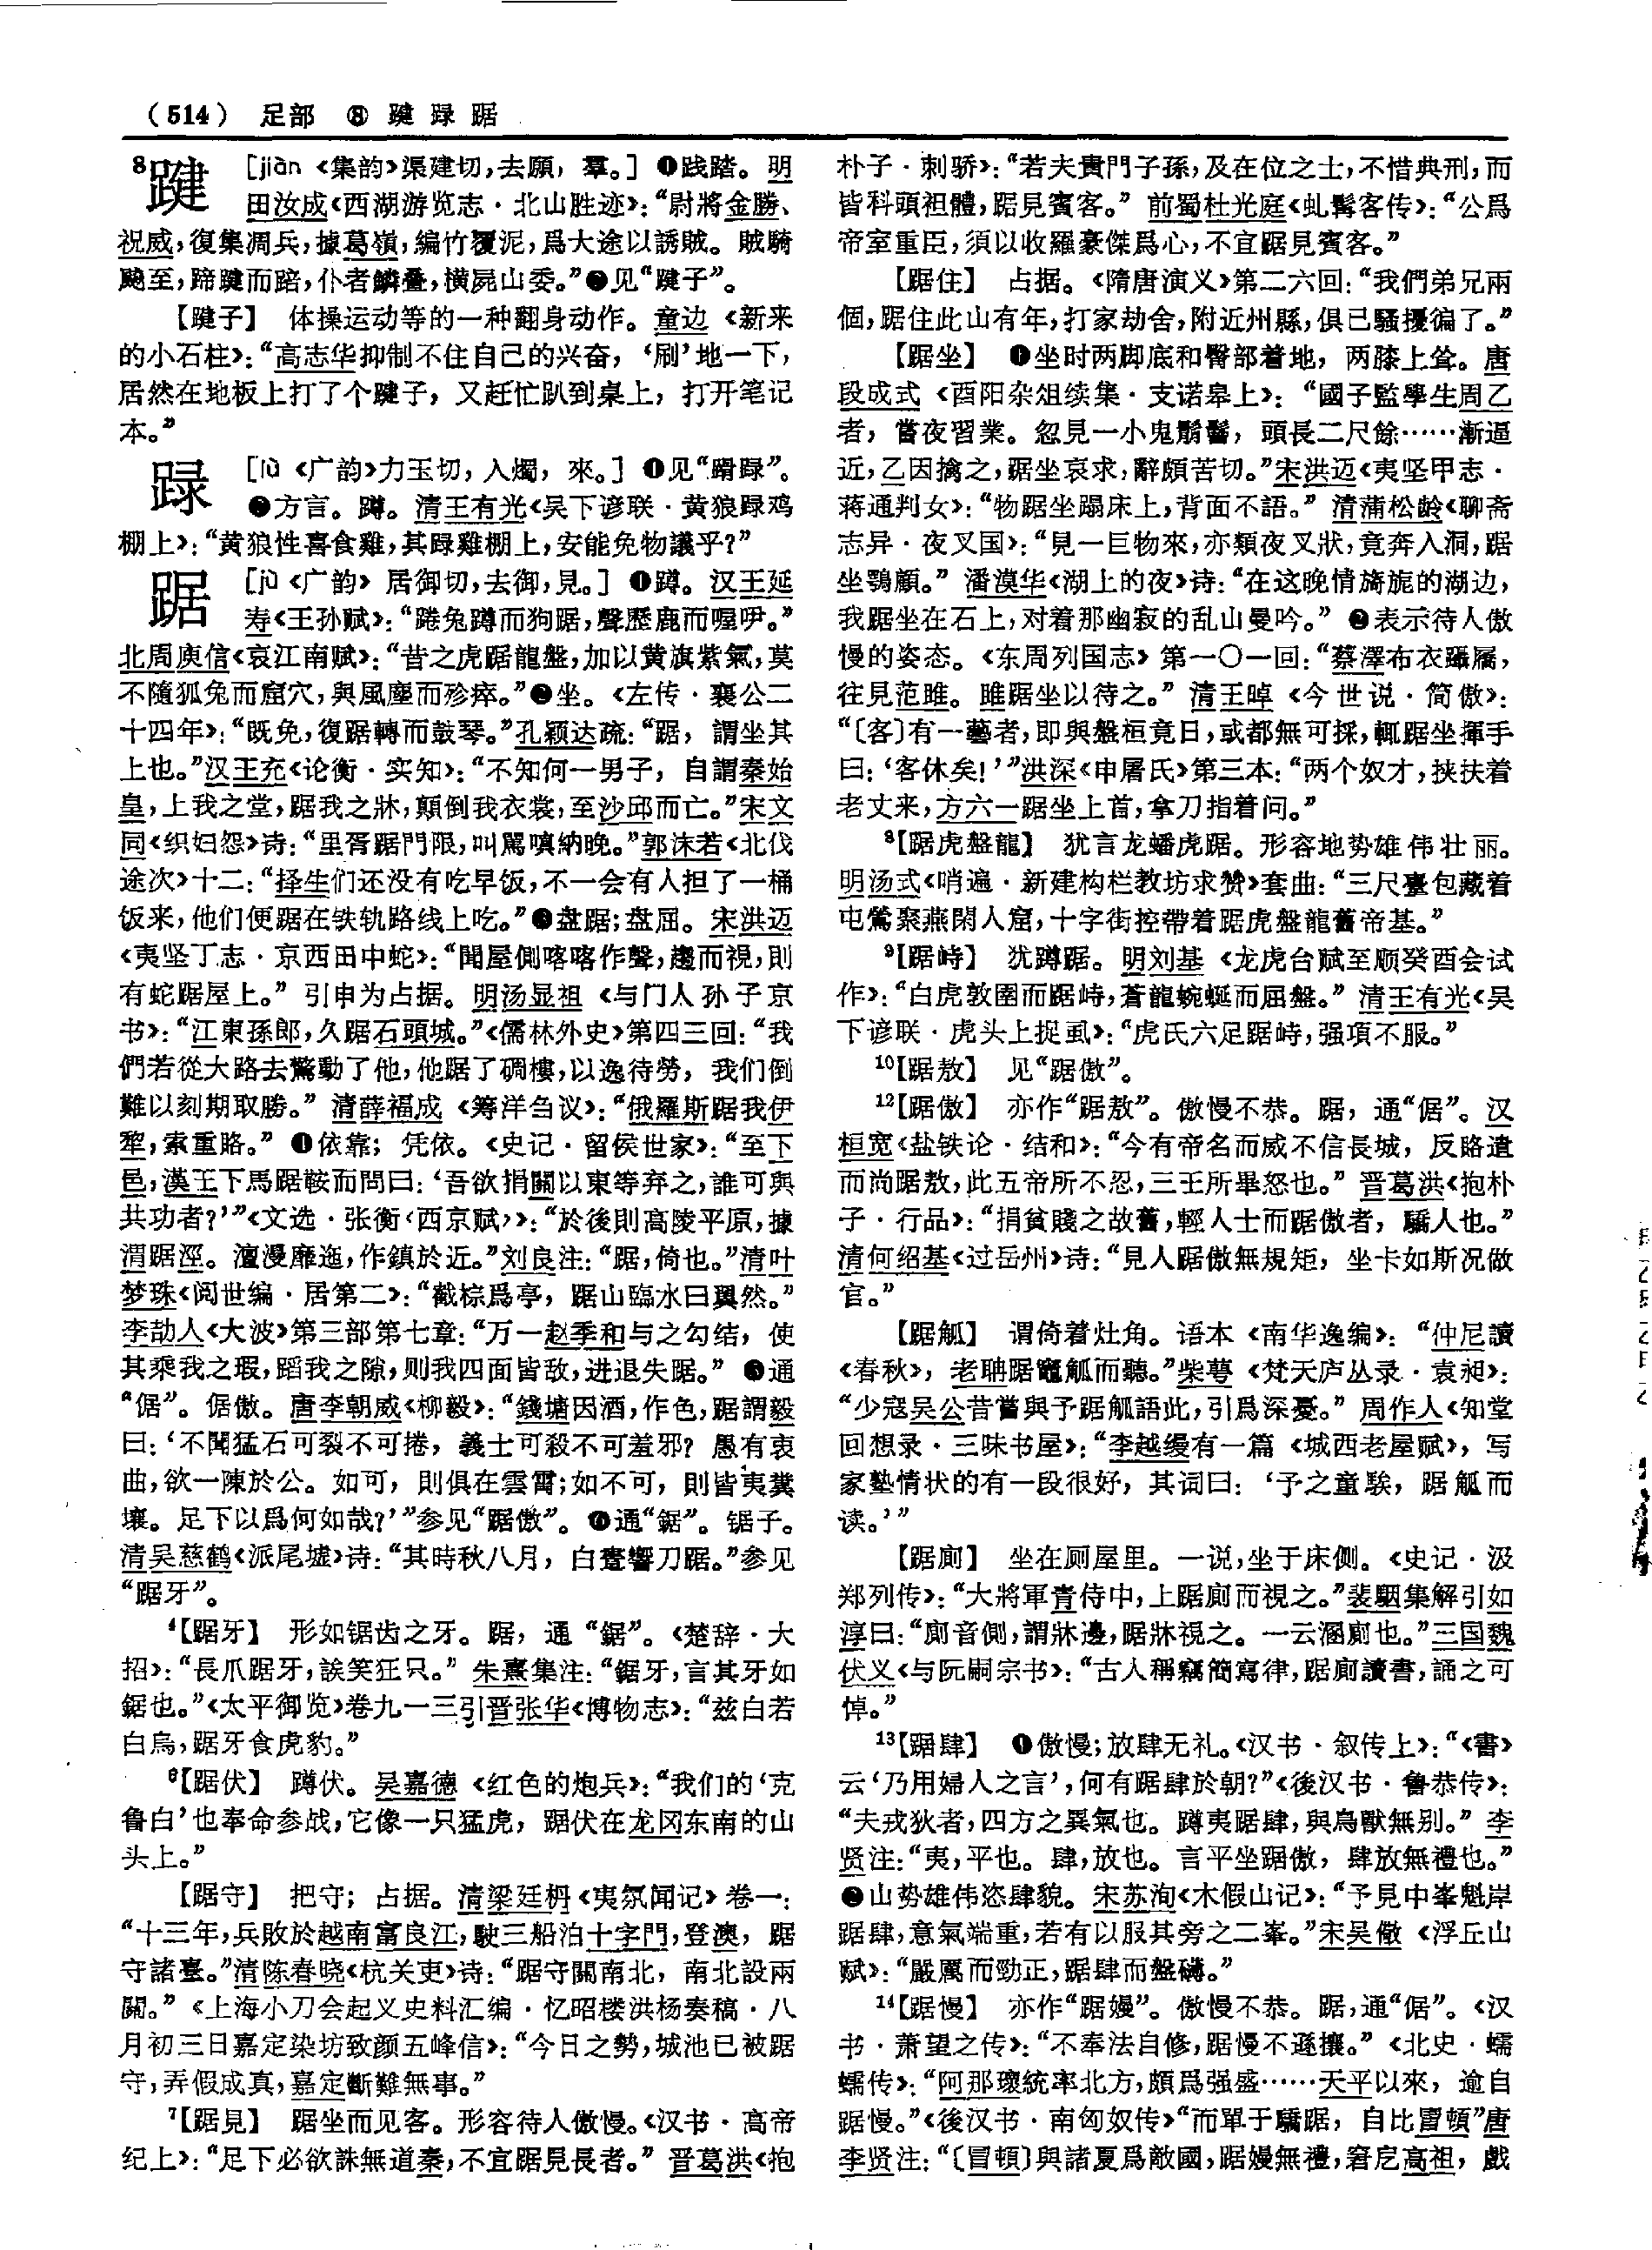 （514） 足部 ⑧ 踺 踛 踞
8踺 [jiàn《集韵》渠建切,去願, 羣。] ❶践踏。明
田汝成《西湖游览志·北山胜迹》:“尉將金勝、
祝威,復集凋兵,據葛嶺,編竹覆泥,爲大途以誘賊。賊騎
飈至,蹄踺而踣,仆者鱗叠,横屍山委。”❷见“踺子”。
【踺子】 体操运动等的一种翻身动作。童边《新来
的小石柱》:“高志华抑制不住自己的兴奋, ‘刷’地一下,
居然在地板上打了个踺子, 又赶忙趴到桌上, 打开笔记
本。”
踛 [lù《广韵》力玉切, 入燭, 來。] ❶见“踻踛”。
❷方言。蹲。清王有光《吴下谚联·黄狼踛鸡
棚上》:“黄狼性喜食雞,其踛雞棚上,安能免物議乎?”
踞 [jù《广韵》居御切,去御,見。] ❶蹲。汉王延
寿《王孙赋》:“踡兔蹲而狗踞,聲歷鹿而喔咿。”
北周庾信《哀江南赋》:“昔之虎踞龍盤,加以黄旗紫氣,莫
不隨狐兔而窟穴,與風塵而殄瘁。”❷坐。《左传·襄公二
十四年》:“既免,復踞轉而鼓琴。”孔颖达疏:“踞, 謂坐其
上也。”汉王充《论衡·实知》:“不知何一男子, 自謂秦始
皇,上我之堂,踞我之牀,顛倒我衣裳,至沙邱而亡。”宋文
同《织妇怨》诗:“里胥踞門限,叫駡嗔納晚。”郭沫若《北伐
途次》十二:“择生们还没有吃早饭,不一会有人担了一桶
饭来,他们便踞在铁轨路线上吃。”❸盘踞;盘屈。宋洪迈
《夷坚丁志·京西田中蛇》:“聞屋側喀喀作聲,趨而視,則
有蛇踞屋上。”引申为占据。明汤显祖《与门人孙子京
书》:“江東孫郎,久踞石頭城。”《儒林外史》第四三回:“我
們若從大路去驚動了他,他踞了碉樓,以逸待勞, 我们倒
難以刻期取勝。”清薛福成《筹洋刍议》:“俄羅斯踞我伊
犂,索重賂。”❹依靠; 凭依。《史记·留侯世家》:“至下
邑,漢王下馬踞鞍而問曰:‘吾欲捐關以東等弃之,誰可與
共功者?’”《文选·张衡〈西京赋〉》:“於後則高陵平原,據
渭踞涇。澶漫靡迤,作鎮於近。”刘良注:“踞,倚也。”清叶
梦珠《阅世编·居第二》:“截棕爲亭, 踞山臨水曰翼然。”
李劼人《大波》第三部第七章:“万一赵季和与之勾结, 使
其乘我之瑕,蹈我之隙,则我四面皆敌,进退失踞。”❺通
“倨”。倨傲。唐李朝威《柳毅》:“錢塘因酒,作色,踞謂毅
曰:‘不聞猛石可裂不可捲, 義士可殺不可羞邪? 愚有衷
曲,欲一陳於公。如可, 則俱在雲霄;如不可, 則皆夷糞
壤。足下以爲何如哉?’”参见“踞傲”。❻通“鋸”。锯子。
清吴慈鹤《派尾墟》诗:“其時秋八月, 白蠆響刀踞。”参见
“踞牙”。
4【踞牙】 形如锯齿之牙。踞, 通“鋸”。《楚辞·大
招》:“長爪踞牙,誒笑狂只。”朱熹集注:“鋸牙,言其牙如
鋸也。”《太平御览》卷九一三引晋张华《博物志》:“兹白若
白馬,踞牙食虎豹。”
6【踞伏】 蹲伏。吴嘉德《红色的炮兵》:“我们的‘克
鲁白’也奉命参战,它像一只猛虎, 踞伏在龙冈东南的山
头上。”
【踞守】 把守; 占据。清梁廷枏《夷氛闻记》卷一:
“十三年,兵敗於越南富良江,駛三船泊十字門,登澳, 踞
守諸臺。”清陈春晓《杭关吏》诗:“踞守關南北, 南北設兩
關。”《上海小刀会起义史料汇编·忆昭楼洪杨奏稿·八
月初三日嘉定染坊致颜五峰信》:“今日之勢,城池已被踞
守,弄假成真,嘉定斷難無事。”
7【踞見】 踞坐而见客。形容待人傲慢。《汉书·高帝
纪上》:“足下必欲誅無道秦,不宜踞見長者。”晋葛洪《抱
朴子·刺骄》:“若夫貴門子孫,及在位之士,不惜典刑,而
皆科頭袒體,踞見賓客。”前蜀杜光庭《虬髯客传》:“公爲
帝室重臣,須以收羅豪傑爲心,不宜踞見賓客。”
【踞住】 占据。《隋唐演义》第二六回:“我們弟兄兩
個,踞住此山有年,打家劫舍,附近州縣,俱已騷擾徧了。”
【踞坐】 ❶坐时两脚底和臀部着地, 两膝上耸。唐
段成式《酉阳杂俎续集·支诺皋上》: “國子監學生周乙
者, 嘗夜習業。忽見一小鬼鬅鬙, 頭長二尺餘……漸逼
近,乙因擒之,踞坐哀求,辭頗苦切。”宋洪迈《夷坚甲志·
蒋通判女》:“物踞坐蹋床上,背面不語。”清蒲松龄《聊斋
志异·夜叉国》:“見一巨物來,亦類夜叉狀,竟奔入洞,踞
坐鶚顧。”潘漠华《湖上的夜》诗:“在这晚情旖旎的湖边,
我踞坐在石上,对着那幽寂的乱山曼吟。”❷表示待人傲
慢的姿态。《东周列国志》第一〇一回:“蔡澤布衣躡屩,
往見范雎。雎踞坐以待之。”清王晫《今世说·简傲》:
“〔客〕有一藝者,即與盤桓竟日,或都無可採,輒踞坐揮手
曰:‘客休矣!’”洪深《申屠氏》第三本:“两个奴才,挟扶着
老丈来,方六一踞坐上首,拿刀指着问。”
8【踞虎盤龍】 犹言龙蟠虎踞。形容地势雄伟壮丽。
明汤式《哨遍·新建构栏教坊求赞》套曲:“三尺臺包藏着
屯鶯聚燕閑人窟,十字街控帶着踞虎盤龍舊帝基。”
9【踞峙】 犹蹲踞。明刘基《龙虎台赋至顺癸酉会试
作》:“白虎敦圉而踞峙,蒼龍蜿蜒而屈盤。”清王有光《吴
下谚联·虎头上捉虱》:“虎氏六足踞峙,强項不服。”
10【踞敖】 见“踞傲”。
12【踞傲】 亦作“踞敖”。傲慢不恭。踞, 通“倨”。汉
桓宽《盐铁论·结和》:“今有帝名而威不信長城, 反賂遺
而尚踞敖,此五帝所不忍,三王所畢怒也。”晋葛洪《抱朴
子·行品》:“捐貧賤之故舊,輕人士而踞傲者, 驕人也。”
清何绍基《过岳州》诗:“見人踞傲無規矩, 坐卡如斯况做
官。”
【踞觚】 谓倚着灶角。语本《南华逸编》: “仲尼讀
《春秋》, 老聃踞竈觚而聽。”柴萼《梵天庐丛录·袁昶》:
“少寇吴公昔嘗與予踞觚語此,引爲深憂。”周作人《知堂
回想录·三味书屋》:“李越缦有一篇《城西老屋赋》, 写
家塾情状的有一段很好, 其词曰: ‘予之童騃, 踞觚而
读。’”
【踞廁】 坐在厕屋里。一说,坐于床侧。《史记·汲
郑列传》:“大將軍青侍中,上踞廁而視之。”裴駰集解引如
淳曰:“廁音側,謂牀邊,踞牀視之。一云溷廁也。”三国魏
伏义《与阮嗣宗书》:“古人稱竊簡寫律,踞廁讀書,誦之可
悼。”
13【踞肆】 ❶傲慢;放肆无礼。《汉书·叙传上》:“《書》
云‘乃用婦人之言’,何有踞肆於朝?”《後汉书·鲁恭传》:
“夫戎狄者,四方之異氣也。蹲夷踞肆,與鳥獸無别。”李
贤注:“夷,平也。肆,放也。言平坐踞傲, 肆放無禮也。”
❷山势雄伟恣肆貌。宋苏洵《木假山记》:“予見中峯魁岸
踞肆,意氣端重,若有以服其旁之二峯。”宋吴儆《浮丘山
赋》:“嚴厲而勁正,踞肆而盤礴。”
14【踞慢】 亦作“踞嫚”。傲慢不恭。踞,通“倨”。《汉
书·萧望之传》:“不奉法自修,踞慢不遜攘。”《北史·蠕
蠕传》:“阿那瓌統率北方,頗爲强盛……天平以來, 逾自
踞慢。”《後汉书·南匈奴传》“而單于驕踞, 自比冒頓”唐
李贤注:“〔冒頓〕與諸夏爲敵國,踞嫚無禮,窘戹高祖, 戲